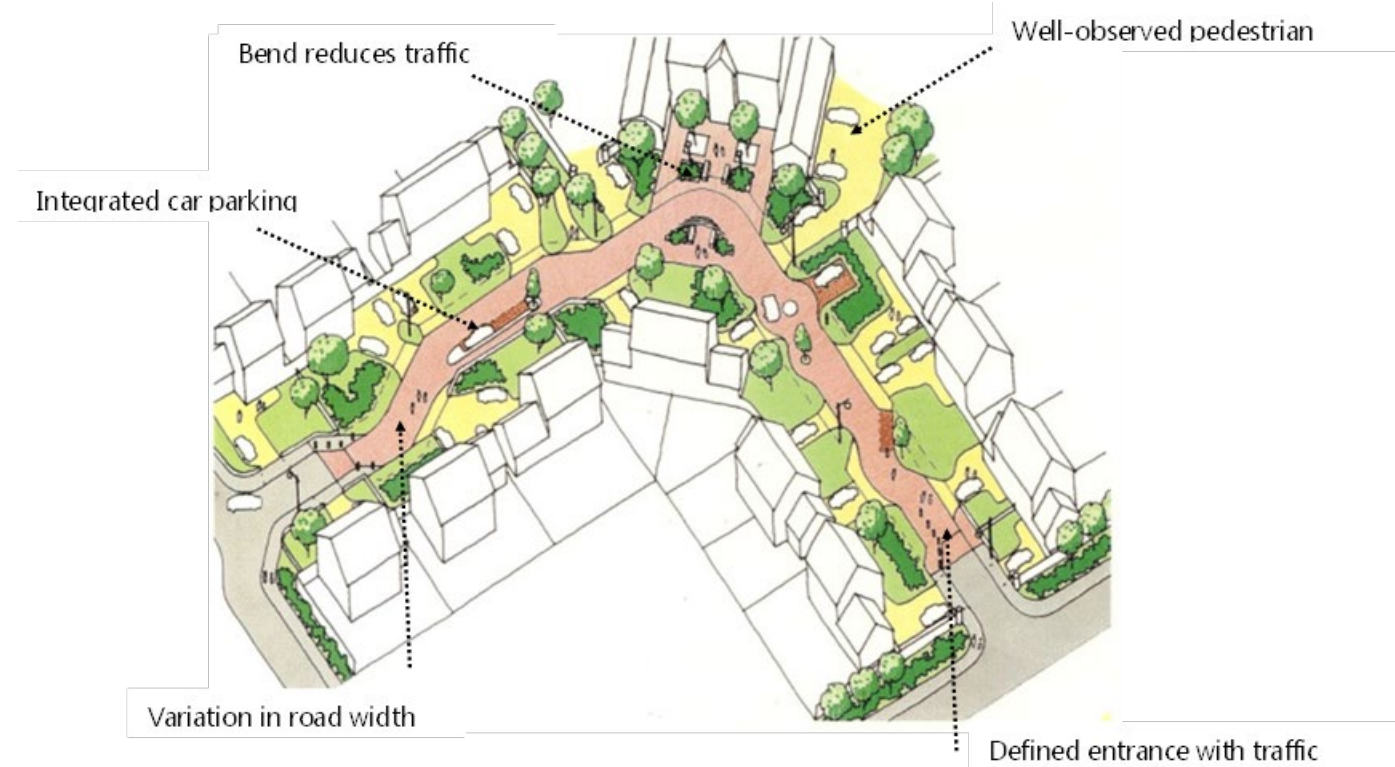 Well-observed pedestrian
Bend reduces traffic
Integrated car parking
Variation in road width
Defined entrance with traffic